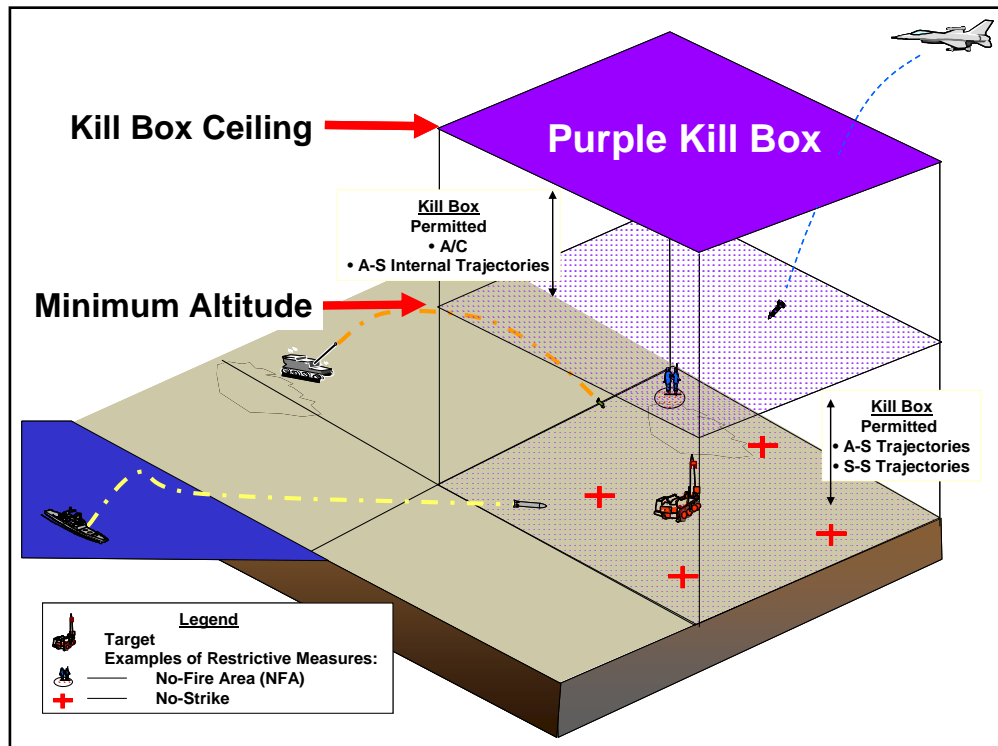 Kill Box Ceiling
Purple Kill Box
Kill Box
Permitted
• A/C
• A-S Internal Trajectories
Minimum Altitude
Kill Box
Permitted
• A-S Trajectories
• S-S Trajectories
Legend
Target
Examples of Restrictive Measures:
No-Fire Area (NFA)
No-Strike